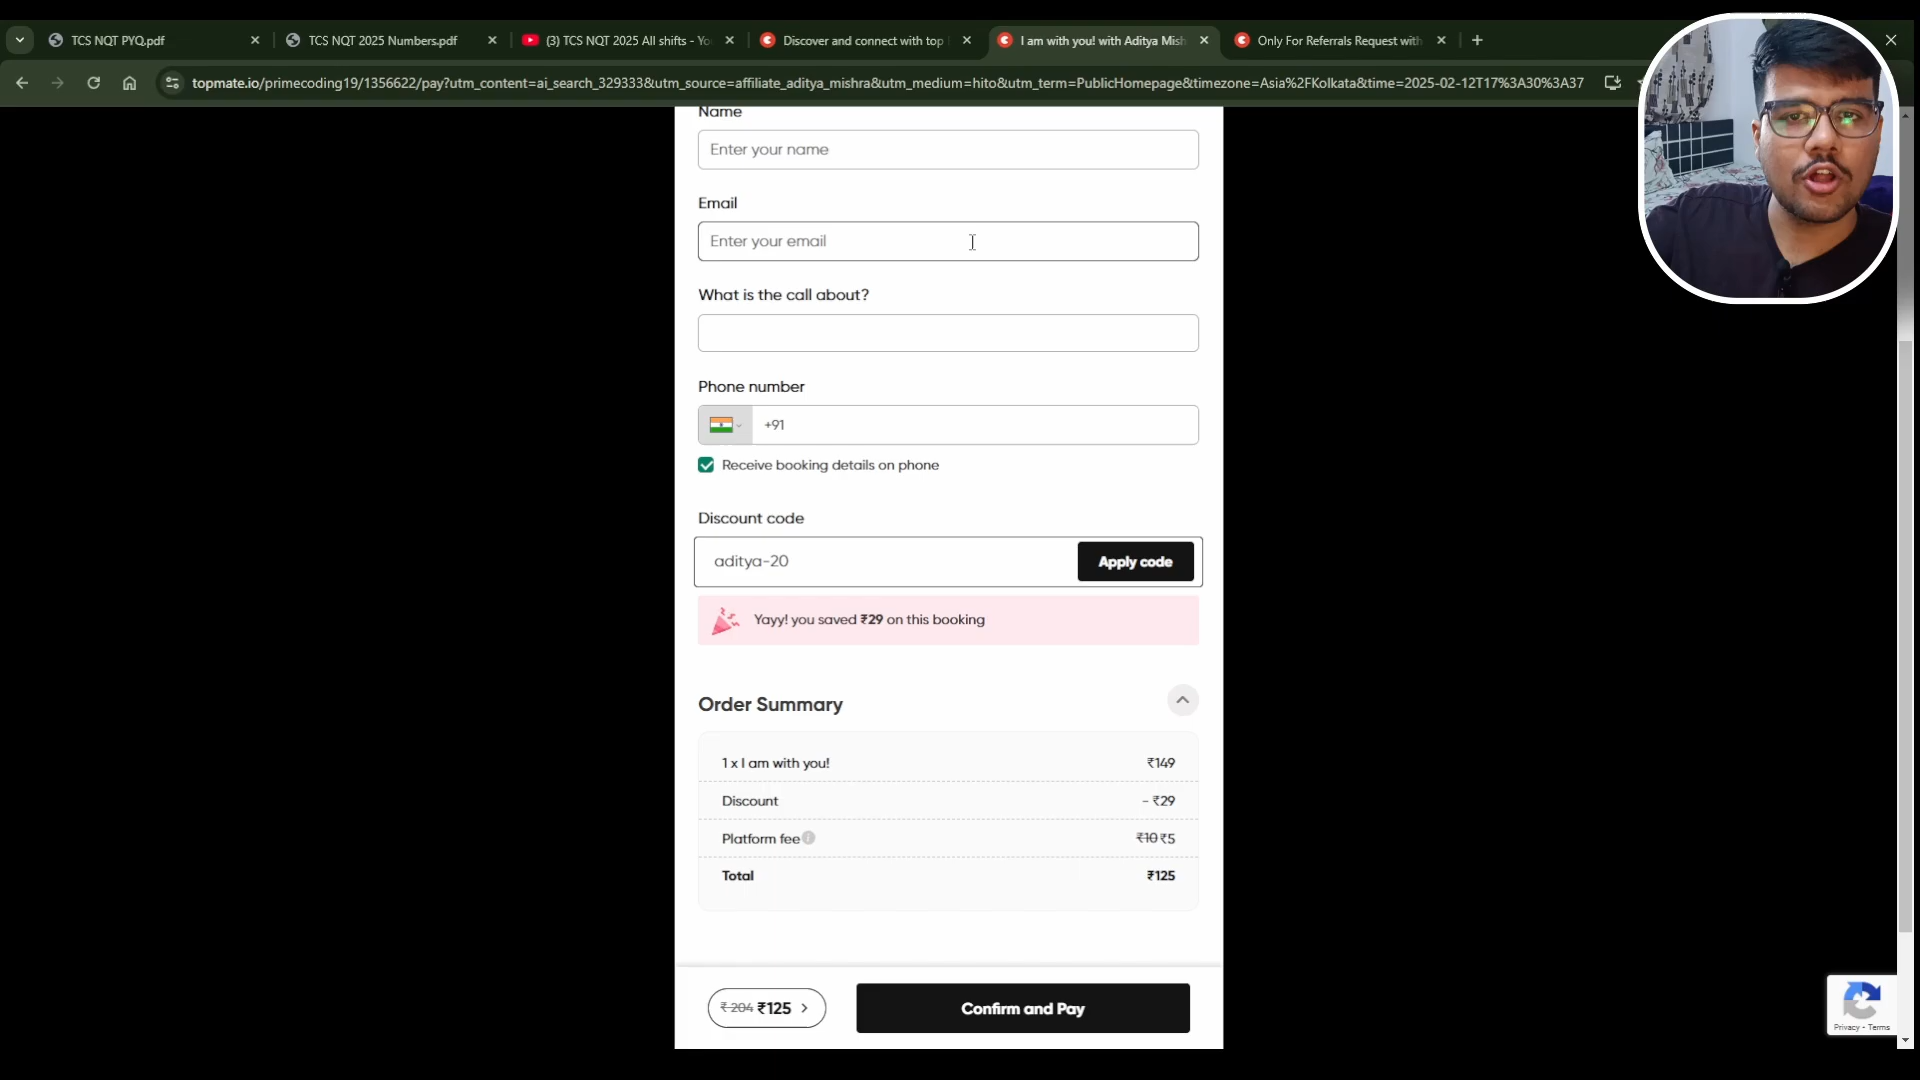 TCS NQT PYQ.pdf
TCS NQT 2025 Numbers.pdf
(3) TCS NQT 2025 All shifts - Yo
Discover and connect with top
I am with you! with Aditya Mish
Only For Referrals Request with
topmate.io/primecoding19/1356622/pay?utm_content=ai_search_329333&utm_source=affiliate_aditya_mishra&utm_medium=hito&utm_term=PublicHomepage&timezone=Asia%2FKolkata&time=2025-02-12T17%3A30%3A37
Name
Enter your name
Email
Enter your email
What is the call about?
Phone number
+91
Receive booking details on phone
Discount code
aditya-20
Apply code
Yayy! you saved ₹29 on this booking
Order Summary
1 x I am with you! ₹149
Discount - ₹29
Platform fee ₹10 ₹5
Total ₹125
₹ 204 ₹125 >
Confirm and Pay
Privacy - Terms